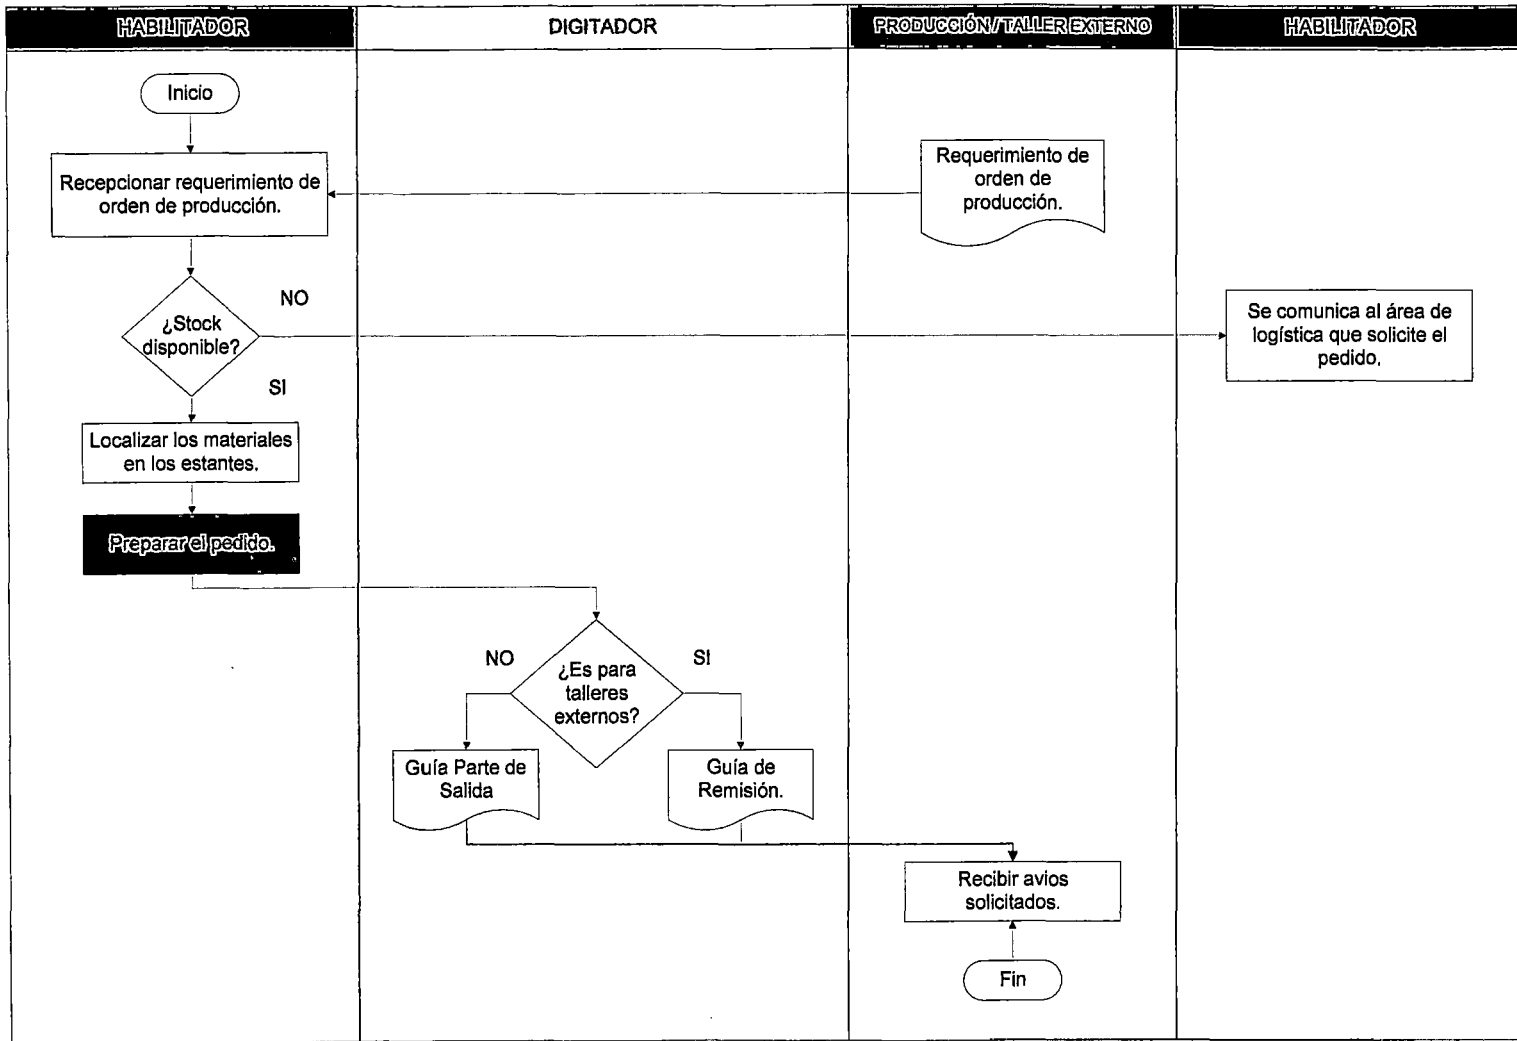 HABILITADOR
DIGITADOR
PRODUCCIÓN / TALLER EXTERNO
HABILITADOR
Inicio
Recepcionar requerimiento de
orden de producción.
Requerimiento de
orden de
producción.
¿Stock
disponible?
NO
SI
Se comunica al área de
logística que solicite el
pedido.
Localizar los materiales
en los estantes.
Preparar el pedido.
¿Es para
talleres
externos?
NO
SI
Guía Parte de
Salida
Guía de
Remisión.
Recibir avios
solicitados.
Fin